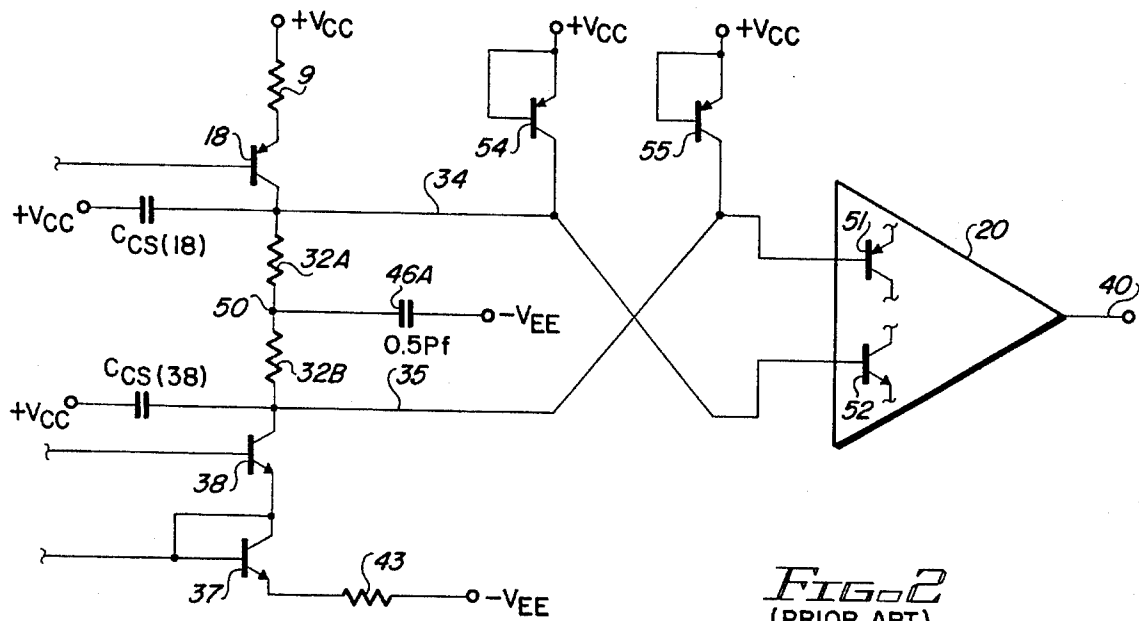 +VCC
+VCC
+VCC
9
18
54
55
34
51
20
+VCC
CCS(18)
32A
46A
40
50
-VEE
0.5Pf
32B
CCS(38)
35
52
+VCC
38
43
37
-VEE
FIG. 2
(PRIOR ART)